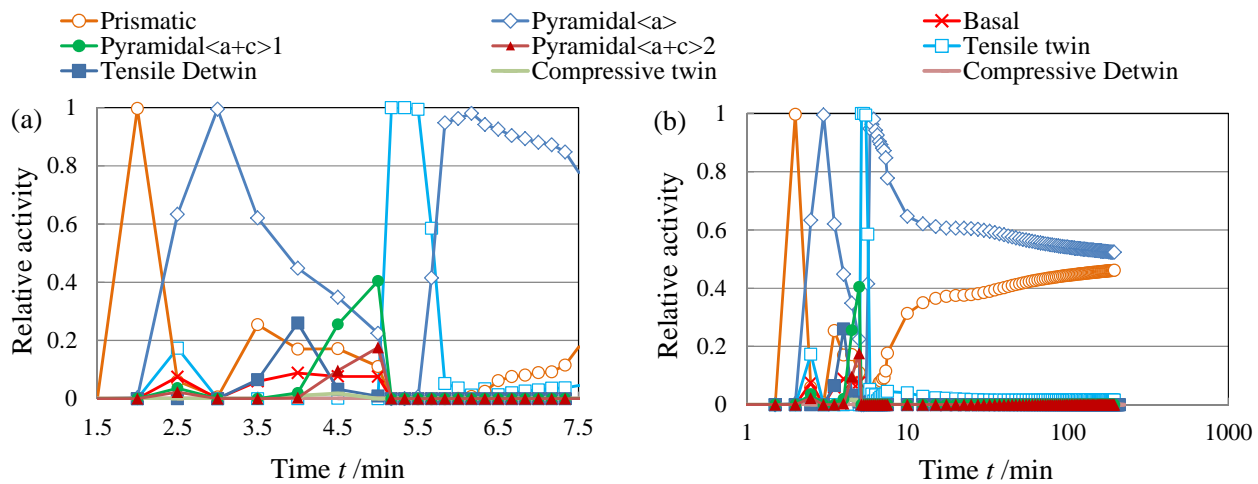 Prismatic Pyramidal<a> Basal
Pyramidal<a+c>1 Pyramidal<a+c>2 Tensile twin
Tensile Detwin Compressive twin Compressive Detwin
(a)
Relative activity
1
0.8
0.6
0.4
0.2
0
1.5 2.5 3.5 4.5 5.5 6.5 7.5
Time t /min
(b)
Relative activity
1
0.8
0.6
0.4
0.2
0
1 10 100 1000
Time t /min